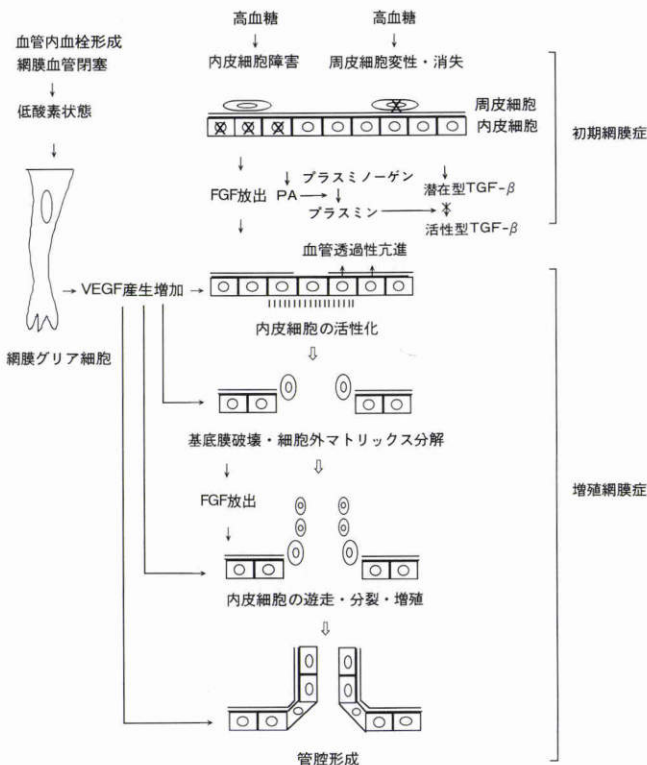 高血糖
高血糖
血管内血栓形成
網膜血管閉塞
内皮細胞障害
周皮細胞変性・消失
低酸素状態
周皮細胞
内皮細胞
初期網膜症
プラスミノーゲン
FGF放出
PA
潜在型TGF-β
プラスミン
活性型TGF-β
血管透過性亢進
VEGF産生増加
内皮細胞の活性化
網膜グリア細胞
基底膜破壊・細胞外マトリックス分解
増殖網膜症
FGF放出
内皮細胞の遊走・分裂・増殖
管腔形成